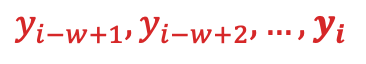 y_{i-w+1}, y_{i-w+2}, ..., y_i